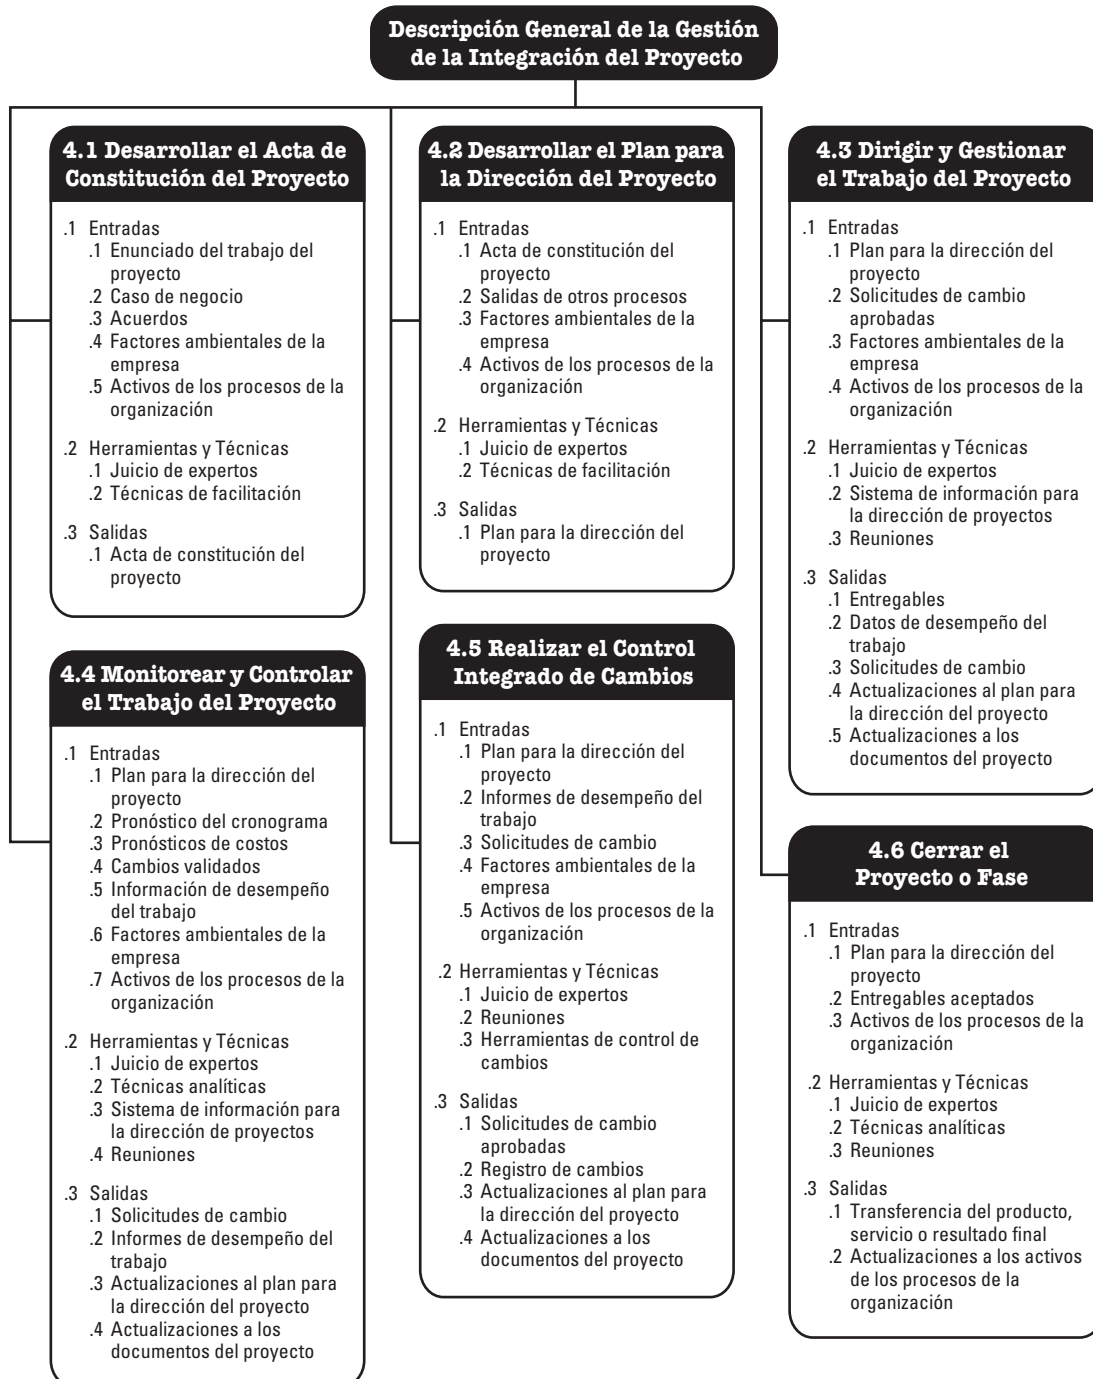 Descripción General de la Gestión
de la Integración del Proyecto
4.1 Desarrollar el Acta de
Constitución del Proyecto
.1 Entradas
.1 Enunciado del trabajo del
proyecto
.2 Caso de negocio
.3 Acuerdos
.4 Factores ambientales de la
empresa
.5 Activos de los procesos de la
organización
.2 Herramientas y Técnicas
.1 Juicio de expertos
.2 Técnicas de facilitación
.3 Salidas
.1 Acta de constitución del
proyecto
4.2 Desarrollar el Plan para
la Dirección del Proyecto
.1 Entradas
.1 Acta de constitución del
proyecto
.2 Salidas de otros procesos
.3 Factores ambientales de la
empresa
.4 Activos de los procesos de la
organización
.2 Herramientas y Técnicas
.1 Juicio de expertos
.2 Técnicas de facilitación
.3 Salidas
.1 Plan para la dirección del
proyecto
4.3 Dirigir y Gestionar
el Trabajo del Proyecto
.1 Entradas
.1 Plan para la dirección del
proyecto
.2 Solicitudes de cambio
aprobadas
.3 Factores ambientales de la
empresa
.4 Activos de los procesos de la
organización
.2 Herramientas y Técnicas
.1 Juicio de expertos
.2 Sistema de información para
la dirección de proyectos
.3 Reuniones
.3 Salidas
.1 Entregables
.2 Datos de desempeño del
trabajo
.3 Solicitudes de cambio
.4 Actualizaciones al plan para
la dirección del proyecto
.5 Actualizaciones a los
documentos del proyecto
4.4 Monitorear y Controlar
el Trabajo del Proyecto
.1 Entradas
.1 Plan para la dirección del
proyecto
.2 Pronóstico del cronograma
.3 Pronósticos de costos
.4 Cambios validados
.5 Información de desempeño
del trabajo
.6 Factores ambientales de la
empresa
.7 Activos de los procesos de la
organización
.2 Herramientas y Técnicas
.1 Juicio de expertos
.2 Técnicas analíticas
.3 Sistema de información para
la dirección de proyectos
.4 Reuniones
.3 Salidas
.1 Solicitudes de cambio
.2 Informes de desempeño del
trabajo
.3 Actualizaciones al plan para
la dirección del proyecto
.4 Actualizaciones a los
documentos del proyecto
4.5 Realizar el Control
Integrado de Cambios
.1 Entradas
.1 Plan para la dirección del
proyecto
.2 Informes de desempeño del
trabajo
.3 Solicitudes de cambio
.4 Factores ambientales de la
empresa
.5 Activos de los procesos de la
organización
.2 Herramientas y Técnicas
.1 Juicio de expertos
.2 Reuniones
.3 Herramientas de control de
cambios
.3 Salidas
.1 Solicitudes de cambio
aprobadas
.2 Registro de cambios
.3 Actualizaciones al plan para
la dirección del proyecto
.4 Actualizaciones a los
documentos del proyecto
4.6 Cerrar el
Proyecto o Fase
.1 Entradas
.1 Plan para la dirección del
proyecto
.2 Entregables aceptados
.3 Activos de los procesos de la
organización
.2 Herramientas y Técnicas
.1 Juicio de expertos
.2 Técnicas analíticas
.3 Reuniones
.3 Salidas
.1 Transferencia del producto,
servicio o resultado final
.2 Actualizaciones a los activos
de los procesos de la
organización